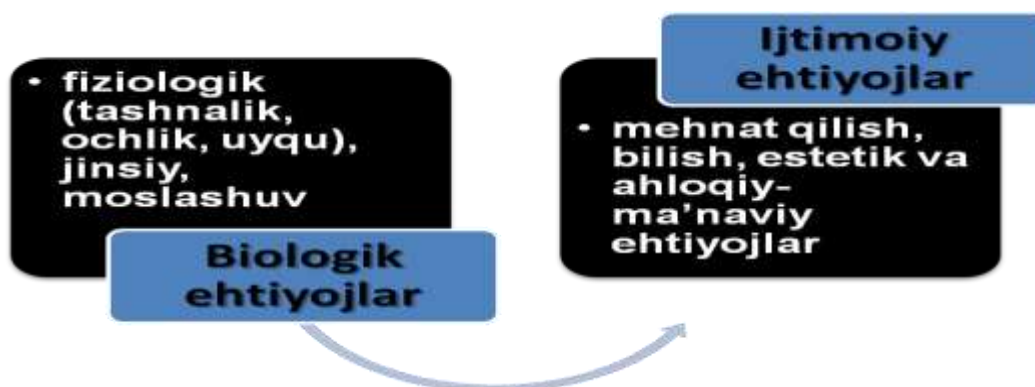 • fiziologik
(tashnalik,
ochlik, uyqu),
jinsiy,
moslashuv
Biologik
ehtiyojlar
Ijtimoiy
ehtiyojlar
• mehnat qilish,
bilish, estetik va
ahloqiy-
ma’naviy
ehtiyojlar